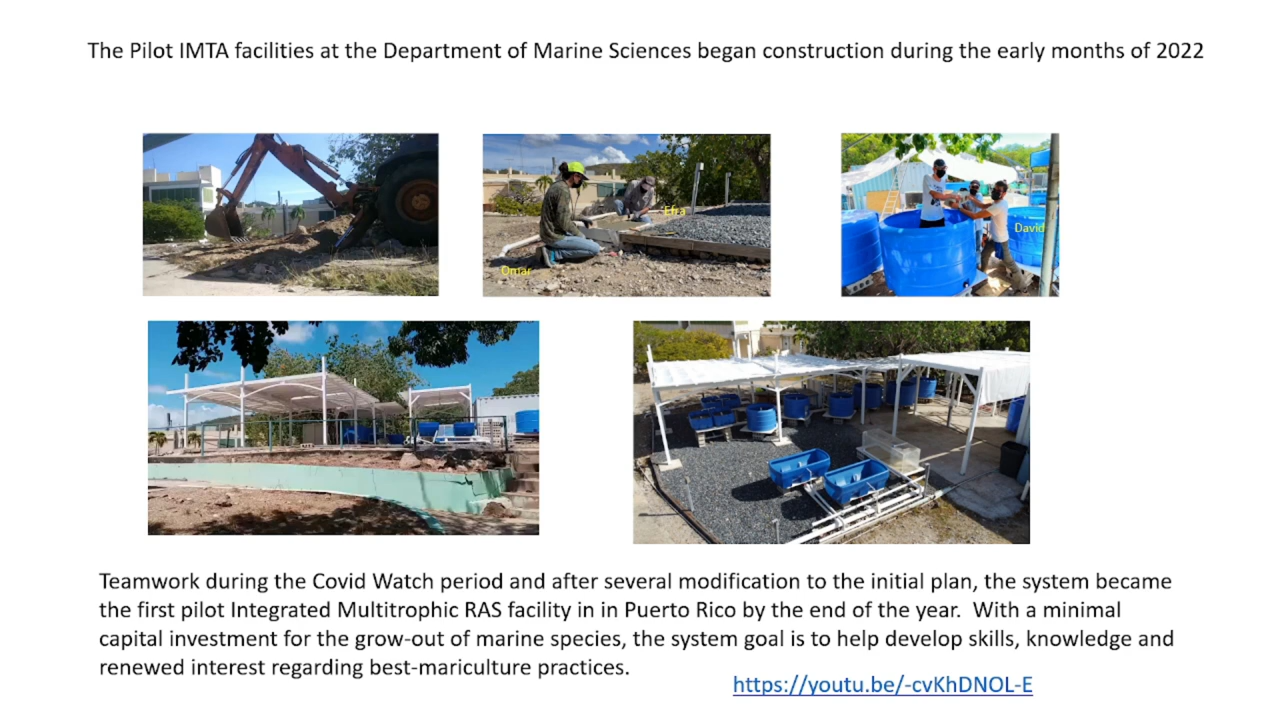 The Pilot IMTA facilities at the Department of Marine Sciences began construction during the early months of 2022
Omar
Efra
David
Teamwork during the Covid Watch period and after several modification to the initial plan, the system became
the first pilot Integrated Multitrophic RAS facility in in Puerto Rico by the end of the year.  With a minimal
capital investment for the grow-out of marine species, the system goal is to help develop skills, knowledge and
renewed interest regarding best-mariculture practices.
https://youtu.be/-cvKhDNOL-E